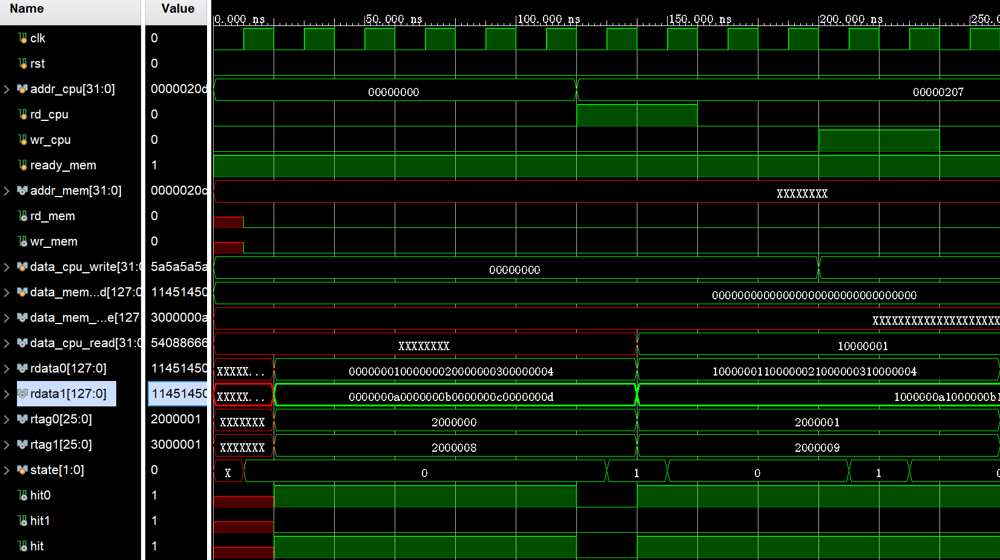 Name Value
0.000 ns 50.000 ns 100.000 ns 150.000 ns 200.000 ns 250.0
clk 0
rst 0
addr_cpu[31:0] 0000020d 00000000 00000207
rd_cpu 0
wr_cpu 0
ready_mem 1
addr_mem[31:0] 0000020c XXXXXXXX
rd_mem 0
wr_mem 0
data_cpu_write[31:0 5a5a5a5a 00000000
data_mem...d[127:0 11451450 00000000000000000000000000000000
data_mem_...e[127 3000000a XXXXXXXXXXXXXXXXXXXX
data_cpu_read[31:0 54088666 XXXXXXXX 10000001
rdata0[127:0] 11451450 XXXXX... 00000001000000020000000300000004 10000001100000021000000310000004
rdata1[127:0] 11451450 XXXXX... 0000000a0000000b0000000c0000000d 1000000a1000000b1
rtag0[25:0] 2000001 XXXXXXX 2000000 2000001
rtag1[25:0] 3000001 XXXXXXX 2000008 2000009
state[1:0] 0 X 0 1 0 1 0
hit0 1
hit1 1
hit 1